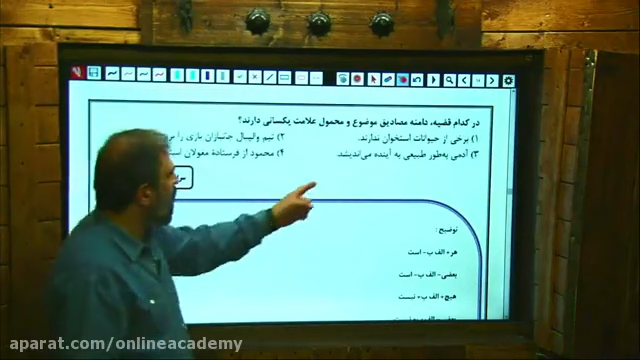 در کدام قضیه، دامنه مصادیق موضوع و محمول علامت یکسانی دارند؟
۱) برخی از حیوانات استخوان ندارند.
۲) تیم والیبال جانبازان بازی را
۳) آدمی به‌طور طبیعی به آینده می‌اندیشد
۴) محمود از فرستادهٔ معولان
توضیح:
هر+ الف ب- است
بعضی- الف ب- است
هیچ+ الف ب+ نیست
aparat.com/onlineacademy